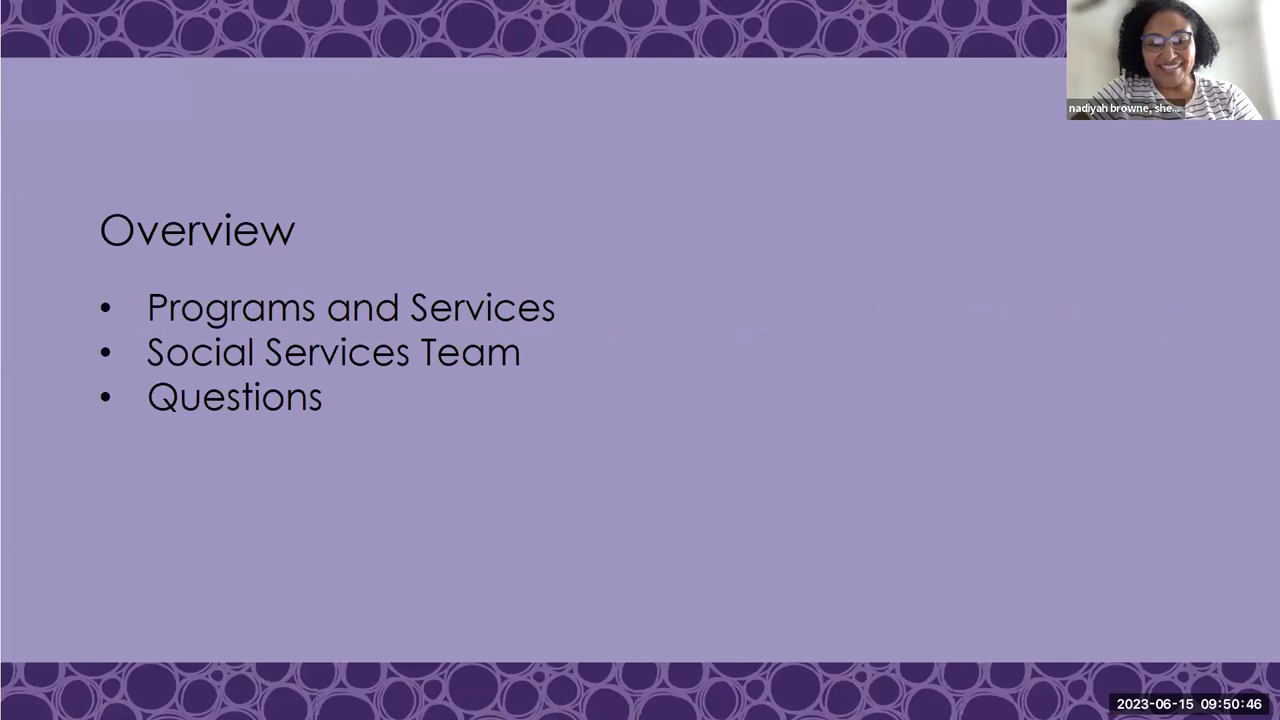 nadiyah browne, she...
Overview
• Programs and Services
• Social Services Team
• Questions
2023-06-15 09:50:46